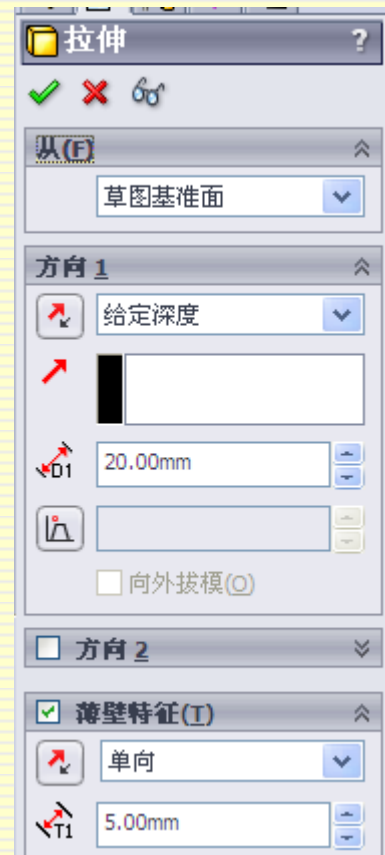 拉伸 ?
从(F)
草图基准面
方向 1
给定深度
D1 20.00mm
向外拔模(O)
方向 2
薄壁特征(T)
单向
T1 5.00mm